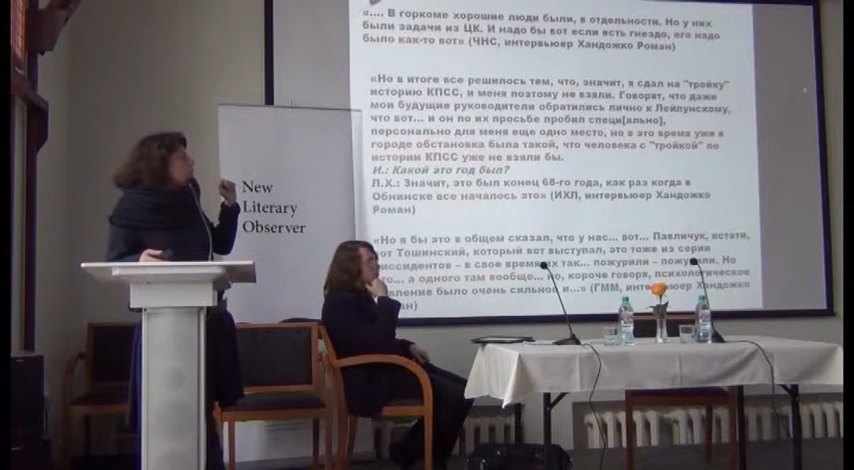 «.... В горкоме хорошие люди были, в отдельности. Но у них
были задачи из ЦК. И надо бы вот если есть гнездо, его надо
было как-то вот» (ЧНС, интервьюер Хандожко Роман)
«Но в итоге все решилось тем, что, значит, я сдал на "тройку"
историю КПСС, и меня поэтому не взяли. Говорят, что даже
мои будущие руководители обратились лично к Лейпунскому,
что вот... и он по их просьбе пробил специ[ально],
персонально для меня еще одно место, но в это время уже в
городе обстановка была такой, что человека с "тройкой" по
истории КПСС уже не взяли бы.
И.: Какой это год был?
Л.Х.: Значит, это был конец 68-го года, как раз когда в
Обнинске все началось это» (ИХЛ, интервьюер Хандожко
Роман)
New
Literary
Observer
«Но я бы это в общем сказал, что у нас... вот... Павличук, кстати,
вот Тошинский, который вот выступал, это тоже из серии
диссидентов – в свое время их так... пожурили – пожурили. Но
а одного там вообще... но, короче говоря, психологическое
давление было очень сильное и...» (ГММ, Хандожко